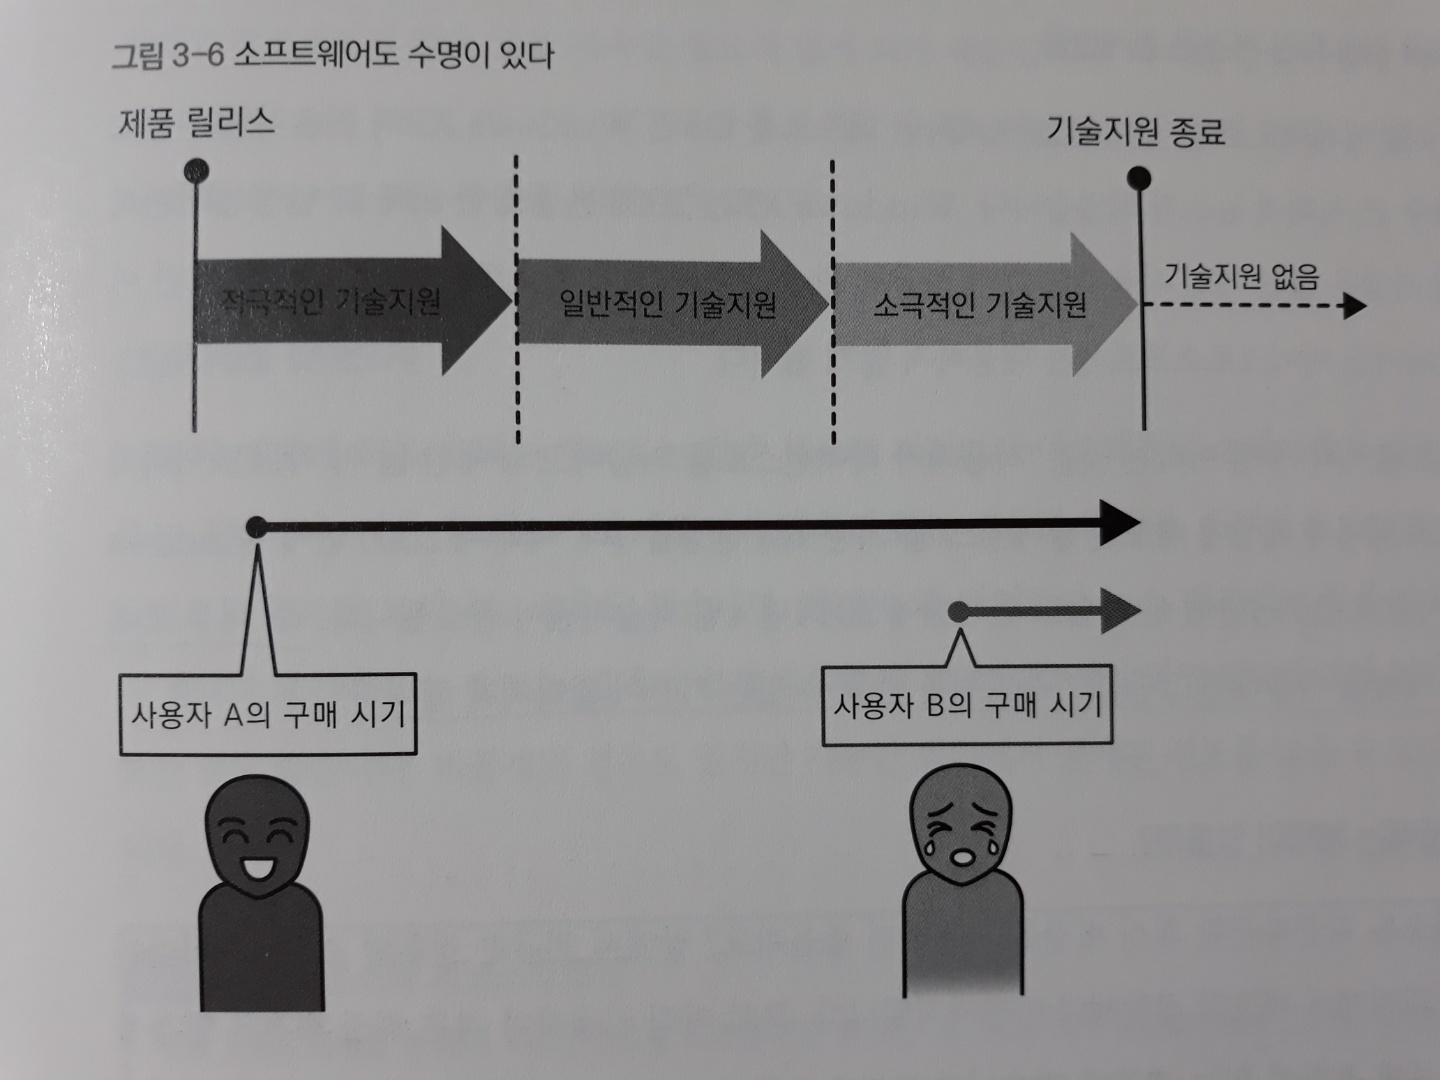 그림 3-6 소프트웨어도 수명이 있다
제품 릴리스
기술지원 종료
적극적인 기술지원
일반적인 기술지원
소극적인 기술지원
기술지원 없음
사용자 A의 구매 시기
사용자 B의 구매 시기